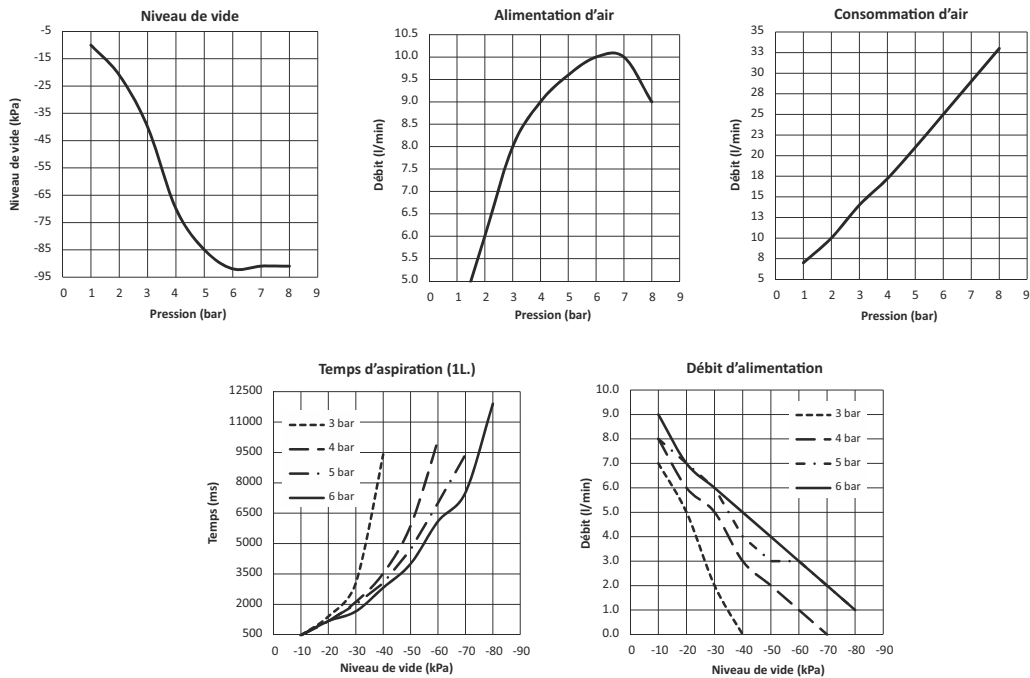 Niveau de vide
Niveau de vide (kPa)
-5
-15
-25
-35
-45
-55
-65
-75
-85
-95
0 1 2 3 4 5 6 7 8 9
Pression (bar)
Alimentation d'air
Débit (l/min)
10.5
10.0
9.5
9.0
8.5
8.0
7.5
7.0
6.5
6.0
5.5
5.0
0 1 2 3 4 5 6 7 8 9
Pression (bar)
Consommation d'air
Débit (l/min)
35
33
30
28
25
23
20
18
15
13
10
8
5
0 1 2 3 4 5 6 7 8 9
Pression (bar)
Temps d'aspiration (1L.)
Temps (ms)
12500
11000
9500
8000
6500
5000
3500
2000
500
3 bar
4 bar
5 bar
6 bar
0 -10 -20 -30 -40 -50 -60 -70 -80 -90
Niveau de vide (kPa)
Débit d'alimentation
Débit (l/min)
10.0
9.0
8.0
7.0
6.0
5.0
4.0
3.0
2.0
1.0
0.0
3 bar
4 bar
5 bar
6 bar
0 -10 -20 -30 -40 -50 -60 -70 -80 -90
Niveau de vide (kPa)